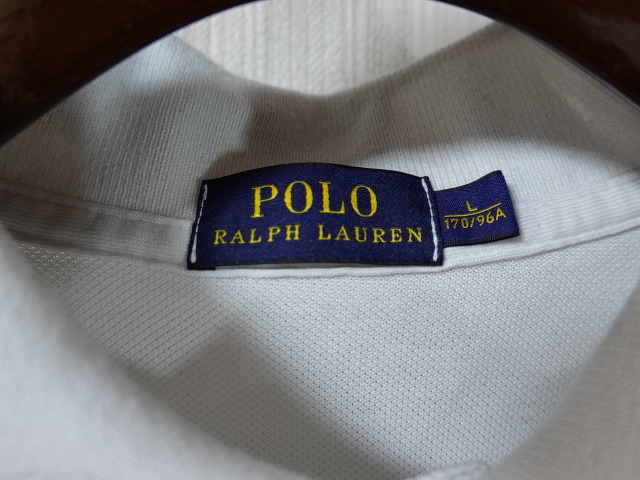 POLO
RALPH LAUREN
L
170/96A